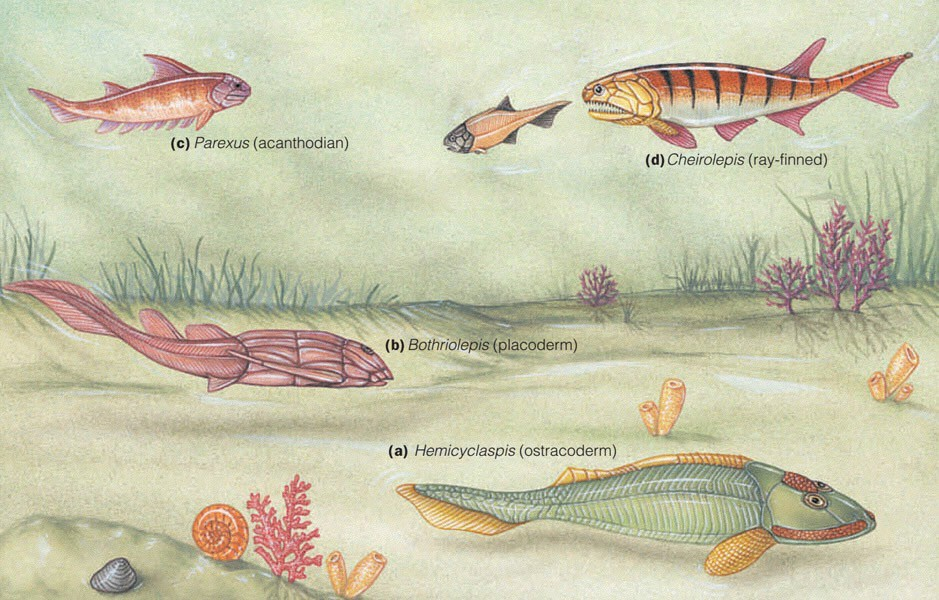 (c) Parexus (acanthodian)
(d) Cheirolepis (ray-finned)
(b) Bothriolepis (placoderm)
(a) Hemicyclaspis (ostracoderm)